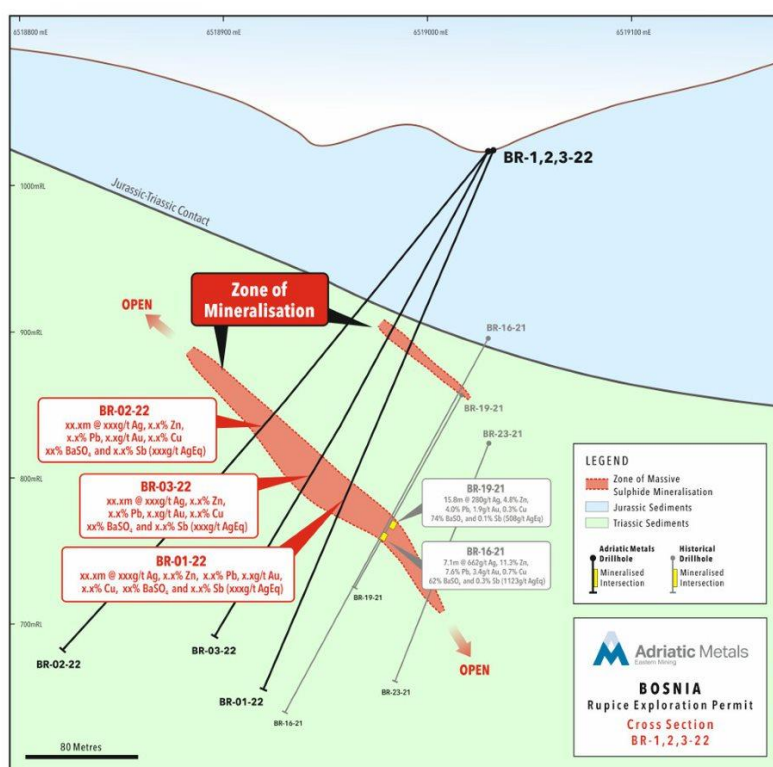 6518800 mE
6518900 mE
6519000 mE
6519100 mE
BR-1,2,3-22
1000mRL
Jurassic-Triassic Contact
OPEN
Zone of
Mineralisation
900mRL
BR-16-21
BR-19-21
BR-23-21
BR-02-22
xx.xm @ xxxg/t Ag, x.x% Zn,
x.x% Pb, x.xg/t Au, x.x% Cu
xx% BaSO₄ and x.x% Sb (xxxg/t AgEq)
800mRL
BR-03-22
xx.xm @ xxxg/t Ag, x.x% Zn,
x.x% Pb, x.xg/t Au, x.x% Cu
xx% BaSO₄ and x.x% Sb (xxxg/t AgEq)
BR-01-22
xx.xm @ xxxg/t Ag, x.x% Zn, x.x% Pb, x.xg/t Au,
x.x% Cu, xx% BaSO₄ and x.x% Sb (xxxg/t AgEq)
BR-19-21
15.8m @ 280g/t Ag, 4.8% Zn,
4.0% Pb, 1.9g/t Au, 0.3% Cu
74% BaSO₄ and 0.1% Sb (508g/t AgEq)
BR-16-21
7.1m @ 662g/t Ag, 11.3% Zn,
7.6% Pb, 3.4g/t Au, 0.7% Cu
62% BaSO₄ and 0.3% Sb (1123g/t AgEq)
BR-19-21
700mRL
BR-02-22
BR-03-22
BR-01-22
BR-16-21
BR-23-21
OPEN
80 Metres
LEGEND
Zone of Massive
Sulphide Mineralisation
Jurassic Sediments
Triassic Sediments
Adriatic Metals
Drillhole
Mineralised
Intersection
Historical
Drillhole
Mineralised
Intersection
Adriatic Metals
Eastern Mining
BOSNIA
Rupice Exploration Permit
Cross Section
BR-1,2,3-22